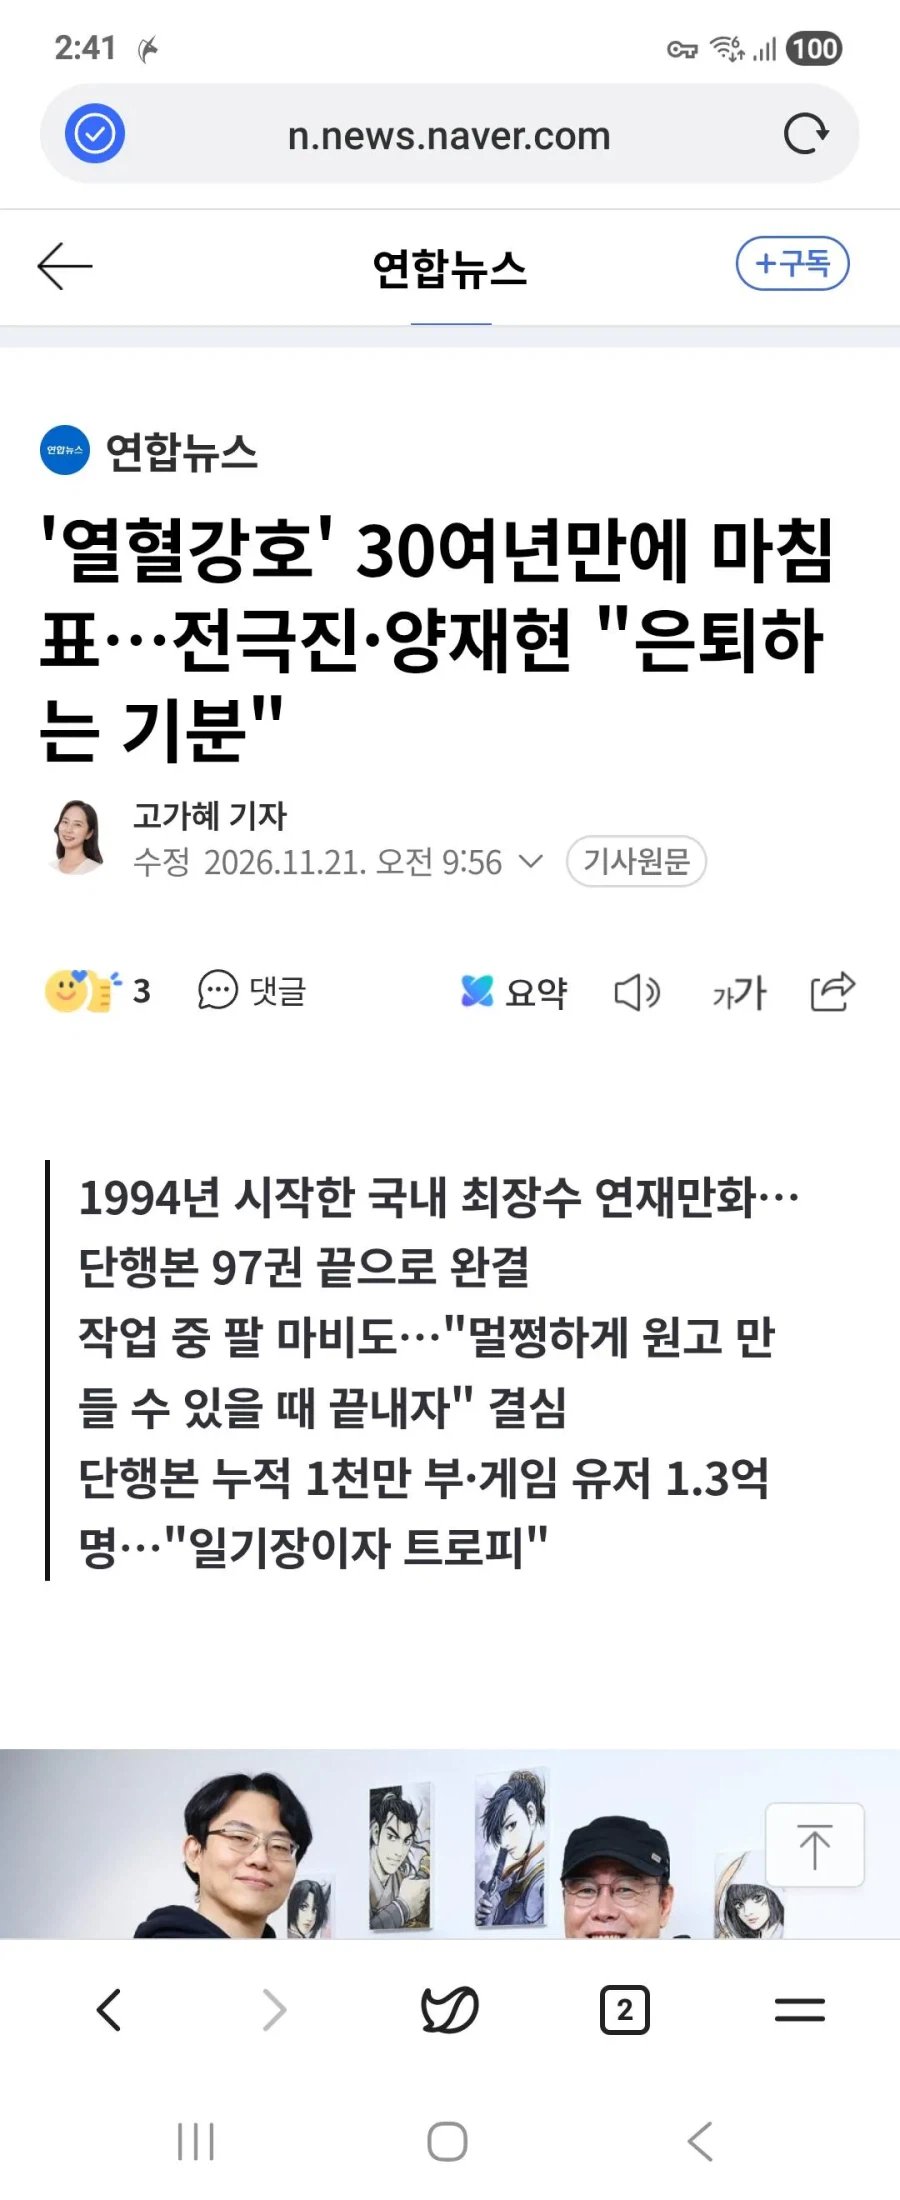 2:41
6
100
n.news.naver.com
연합뉴스
+구독
연합뉴스
연합뉴스
'열혈강호' 30여년만에 마침
표…전극진·양재현 "은퇴하
는 기분"
고가혜 기자
수정 2026.11.21. 오전 9:56
기사원문
3
댓글
요약
가가
1994년 시작한 국내 최장수 연재만화…
단행본 97권 끝으로 완결
작업 중 팔 마비도…"멀쩡하게 원고 만
들 수 있을 때 끝내자" 결심
단행본 누적 1천만 부·게임 유저 1.3억
명…"일기장이자 트로피"
2